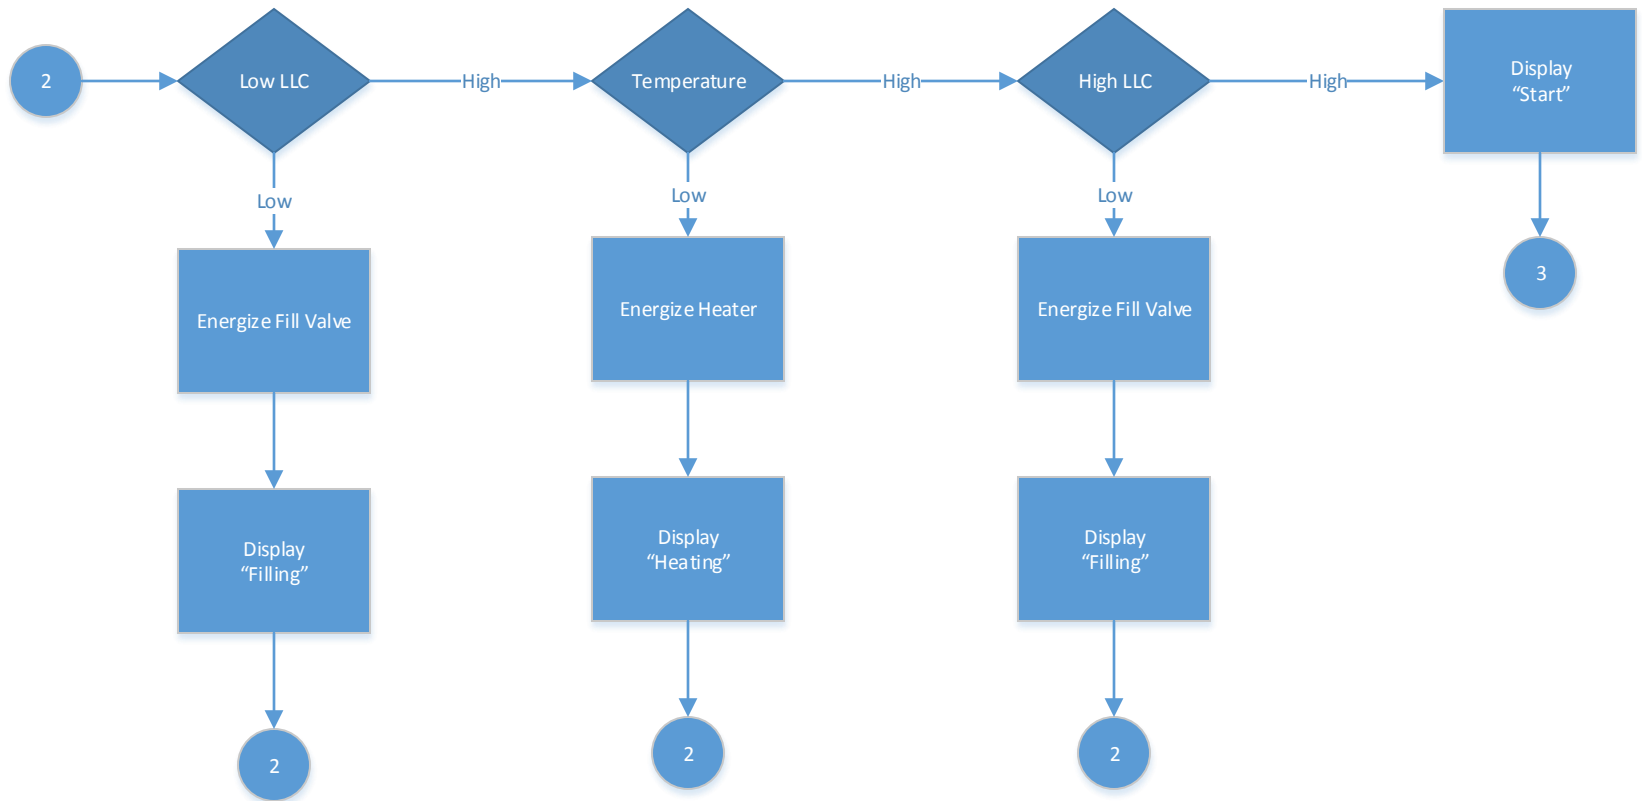 2
Low LLC
High
Temperature
High
High LLC
High
Display
“Start”
Low
Low
Low
Energize Fill Valve
Energize Heater
Energize Fill Valve
3
Display
“Filling”
Display
“Heating”
Display
“Filling”
2
2
2